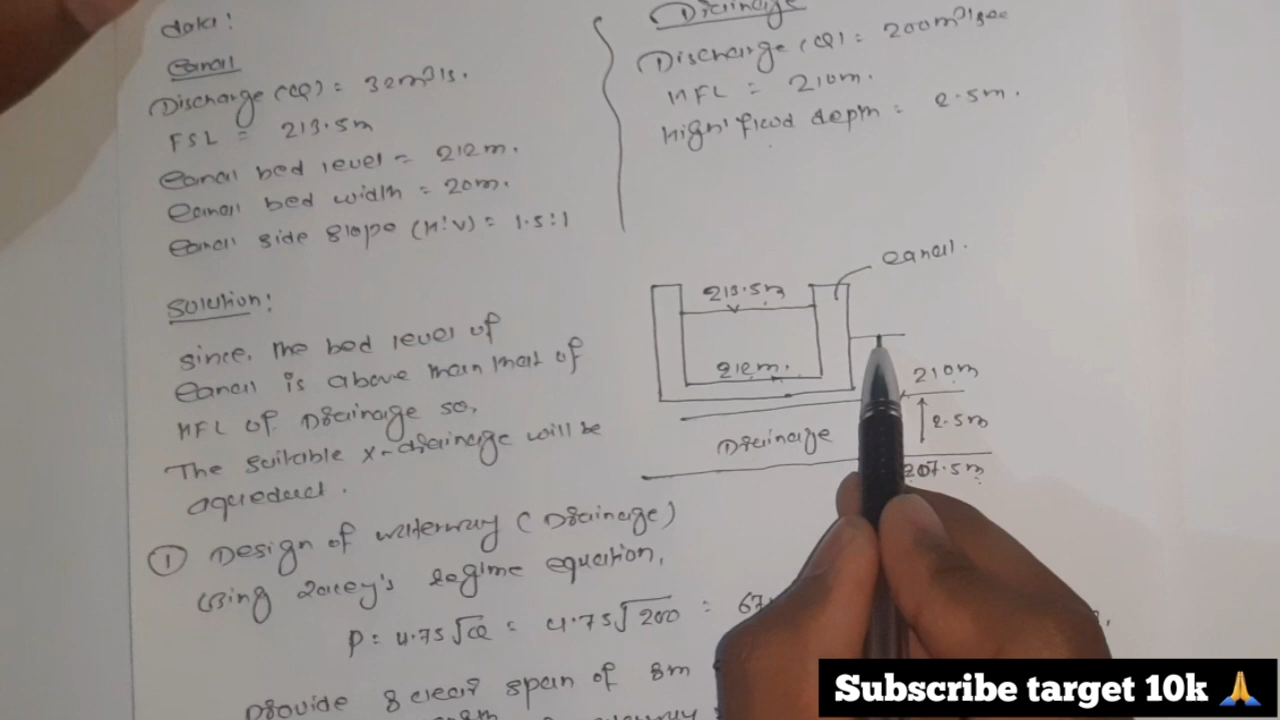 data:
Canal
Discharge (Q) = 32m³/s.
FSL = 213.5m
Canal bed level = 212m.
Canal bed width = 20m.
Canal side slope (H:V) = 1.5:1
Drainage
Discharge (Q) = 200m³/sec
HFL = 210m.
High flood depth = 2.5m.
Solution:
since, the bed level of
canal is above than that of
HFL of Drainage so,
The suitable x-drainage will be
aqueduct.
canal.
213.5m
212m.
210m
2.5m
Drainage
207.5m
① Design of waterway (Drainage)
Using Lacey's regime equation,
P = 4.75√Q = 4.75√200 = 67
Provide 8 clear span of 8m
Subscribe target 10k 🙏